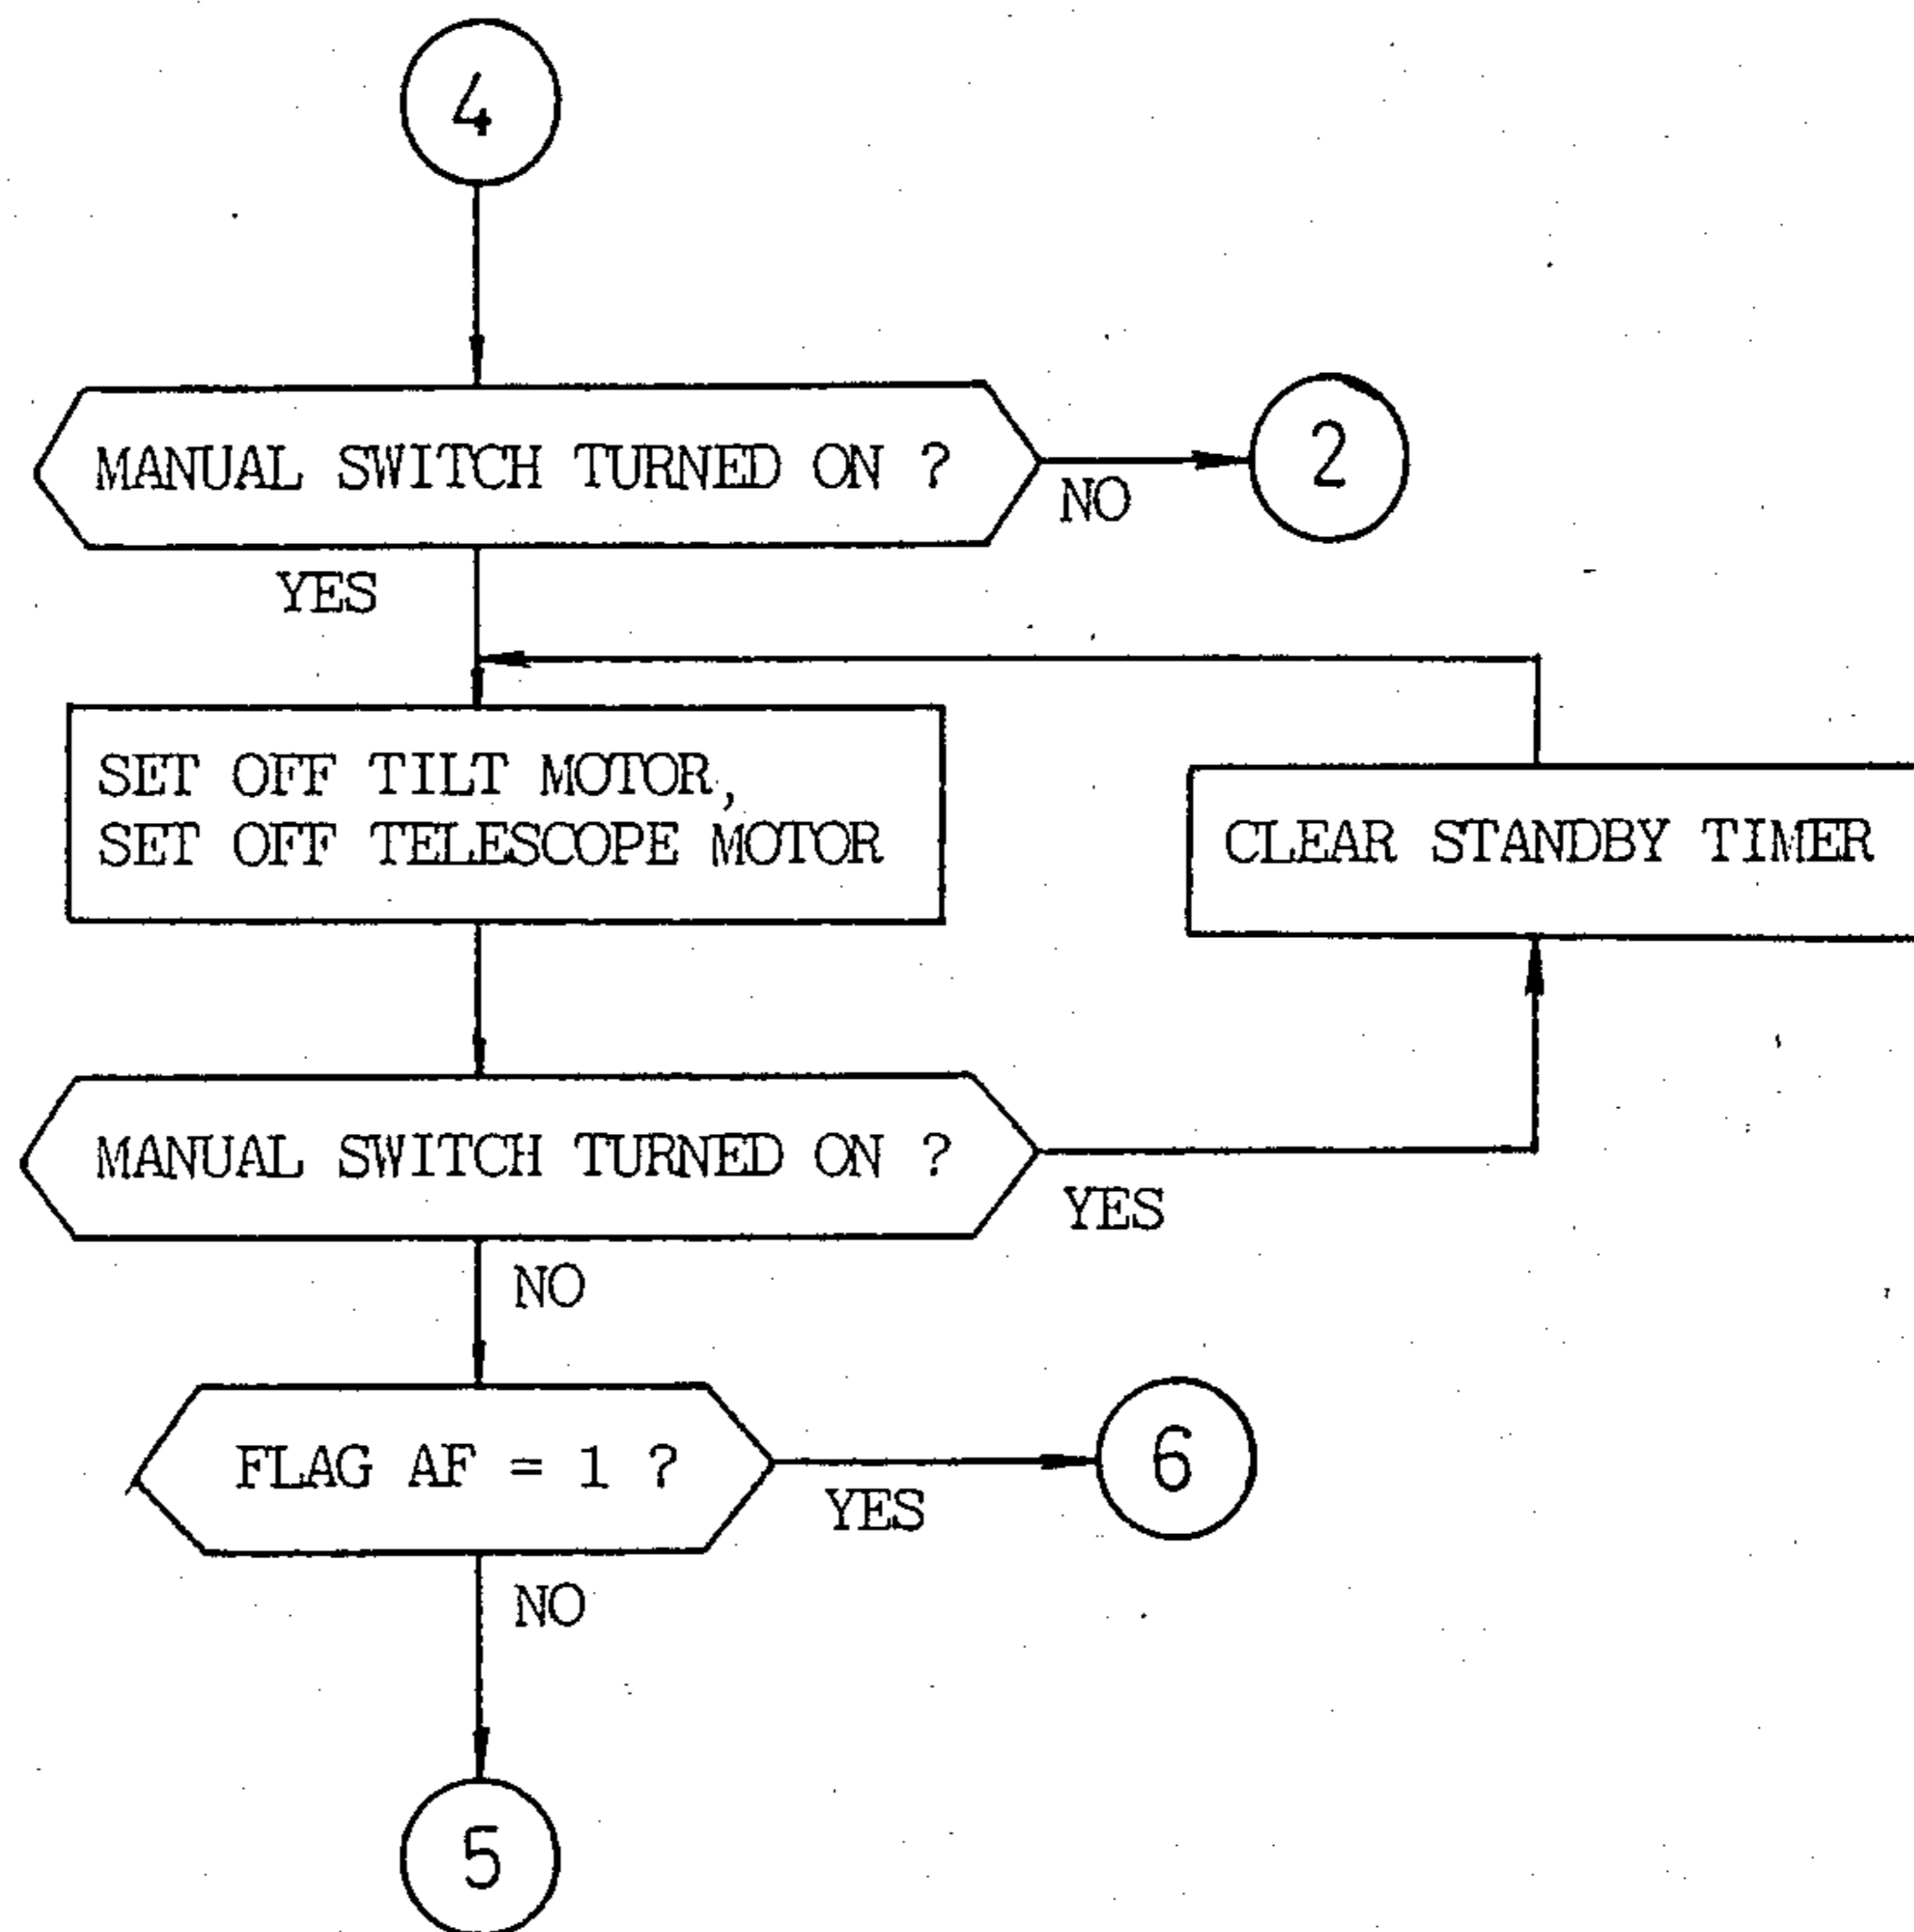 4
MANUAL SWITCH TURNED ON ?
NO
2
YES
SET OFF TILT MOTOR,
SET OFF TELESCOPE MOTOR
CLEAR STANDBY TIMER
MANUAL SWITCH TURNED ON ?
YES
NO
FLAG AF = 1 ?
YES
6
NO
5